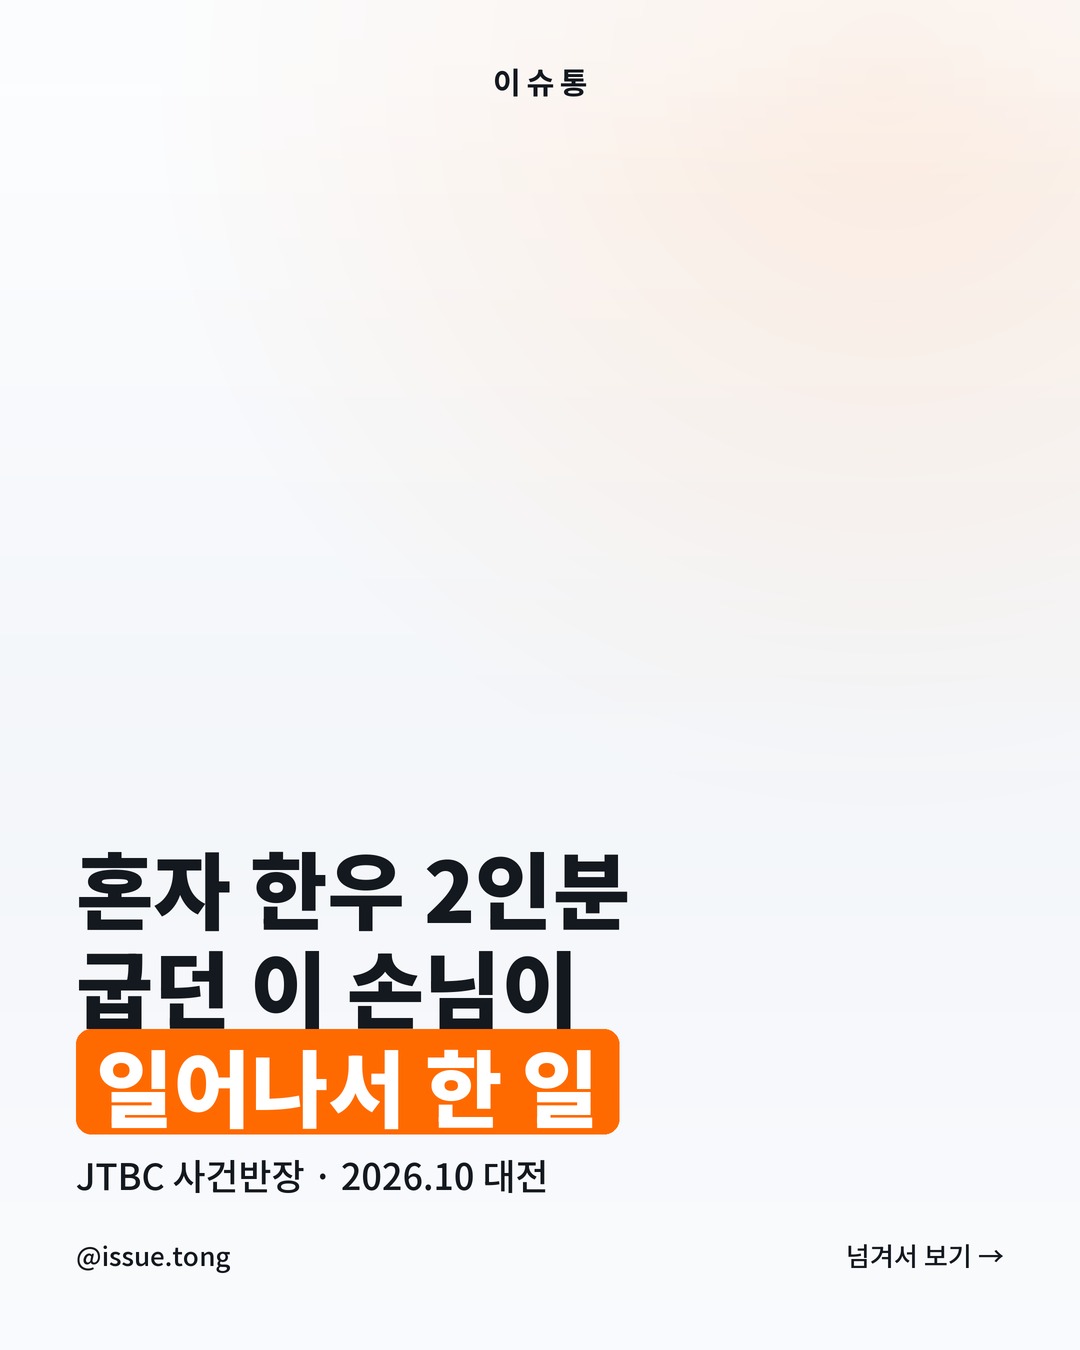 이슈통
혼자 한우 2인분
굽던 이 손님이
일어나서 한 일
JTBC 사건반장 · 2026.10 대전
@issue.tong
넘겨서 보기 →